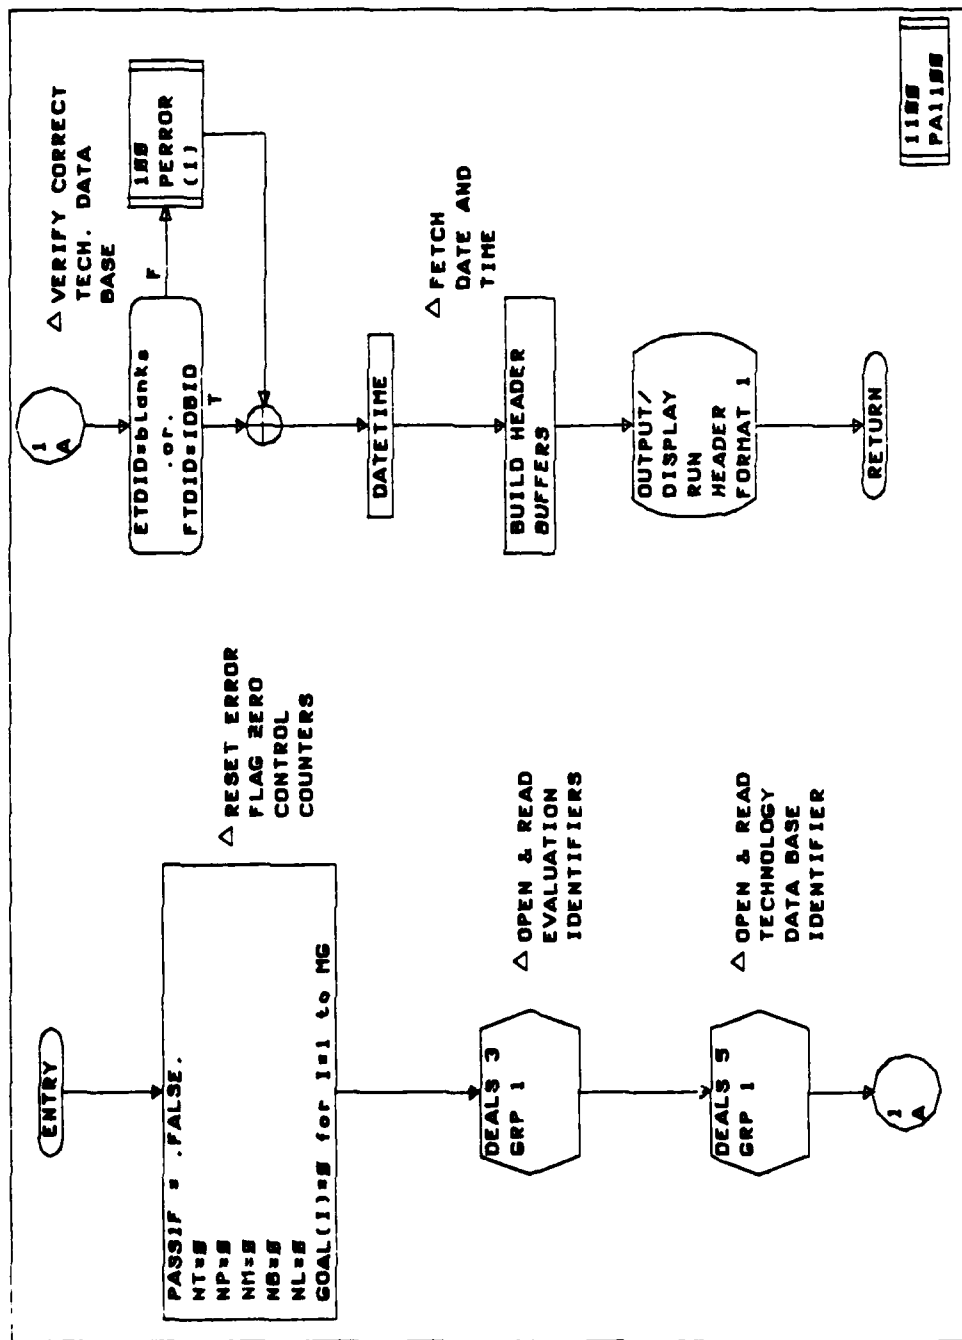 ENTRY
PASSIF = .FALSE.
NT=0
NP=0
NM=0
NB=0
NL=0
GOAL(I)=0 for I=1 to MG
△ RESET ERROR
FLAG ZERO
CONTROL
COUNTERS
DEALS 3
GRP 1
△ OPEN & READ
EVALUATION
IDENTIFIERS
DEALS 5
GRP 1
△ OPEN & READ
TECHNOLOGY
DATA BASE
IDENTIFIER
1
A
1
A
△ VERIFY CORRECT
TECH. DATA
BASE
ETDID=blanks
.or.
FTDID=IDBID
F
T
100
PERROR
(1)
DATETIME
△ FETCH
DATE AND
TIME
BUILD HEADER
BUFFERS
OUTPUT/
DISPLAY
RUN
HEADER
FORMAT 1
RETURN
1100
PA1100